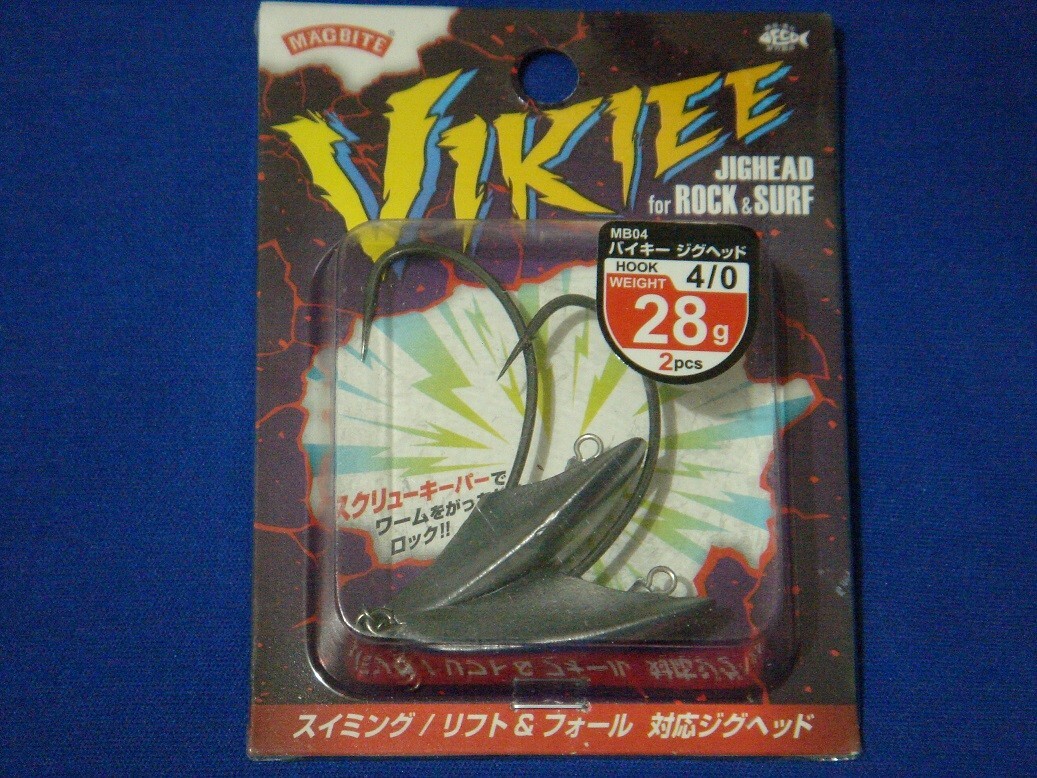 MAGBITE
ECO
VIKIEE
JIGHEAD
for ROCK & SURF
MB04
バイキー ジグヘッド
HOOK 4/0
WEIGHT
28g
2pcs
スクリューキーパーで
ワームをがっち
ロック!!
スイミング / リフト & フォール 対応ジグヘッド